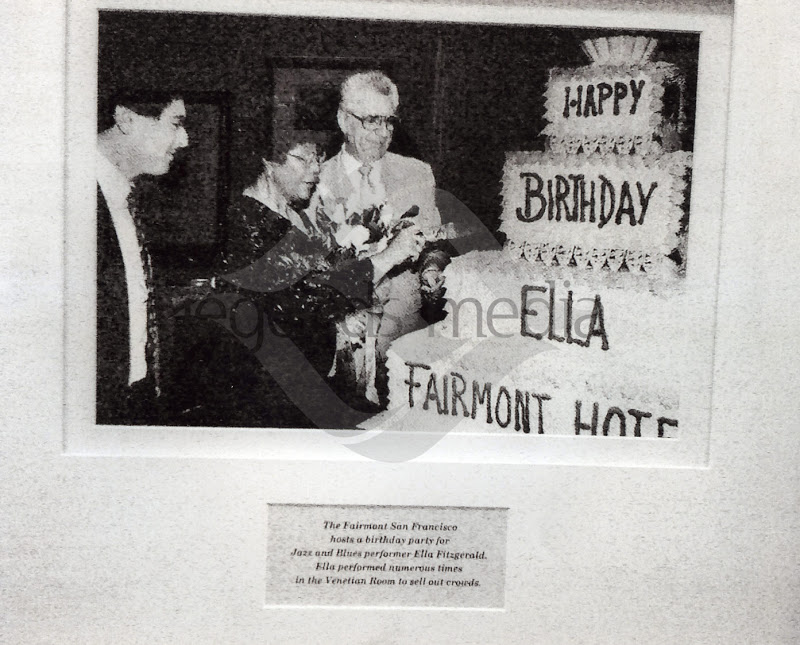 HAPPY
BIRTHDAY
ELLA
FAIRMONT HOTE
media
The Fairmont San Francisco
hosts a birthday party for
Jazz and Blues performer Ella Fitzgerald.
Ella performed numerous times
in the Venetian Room to sell out crowds.